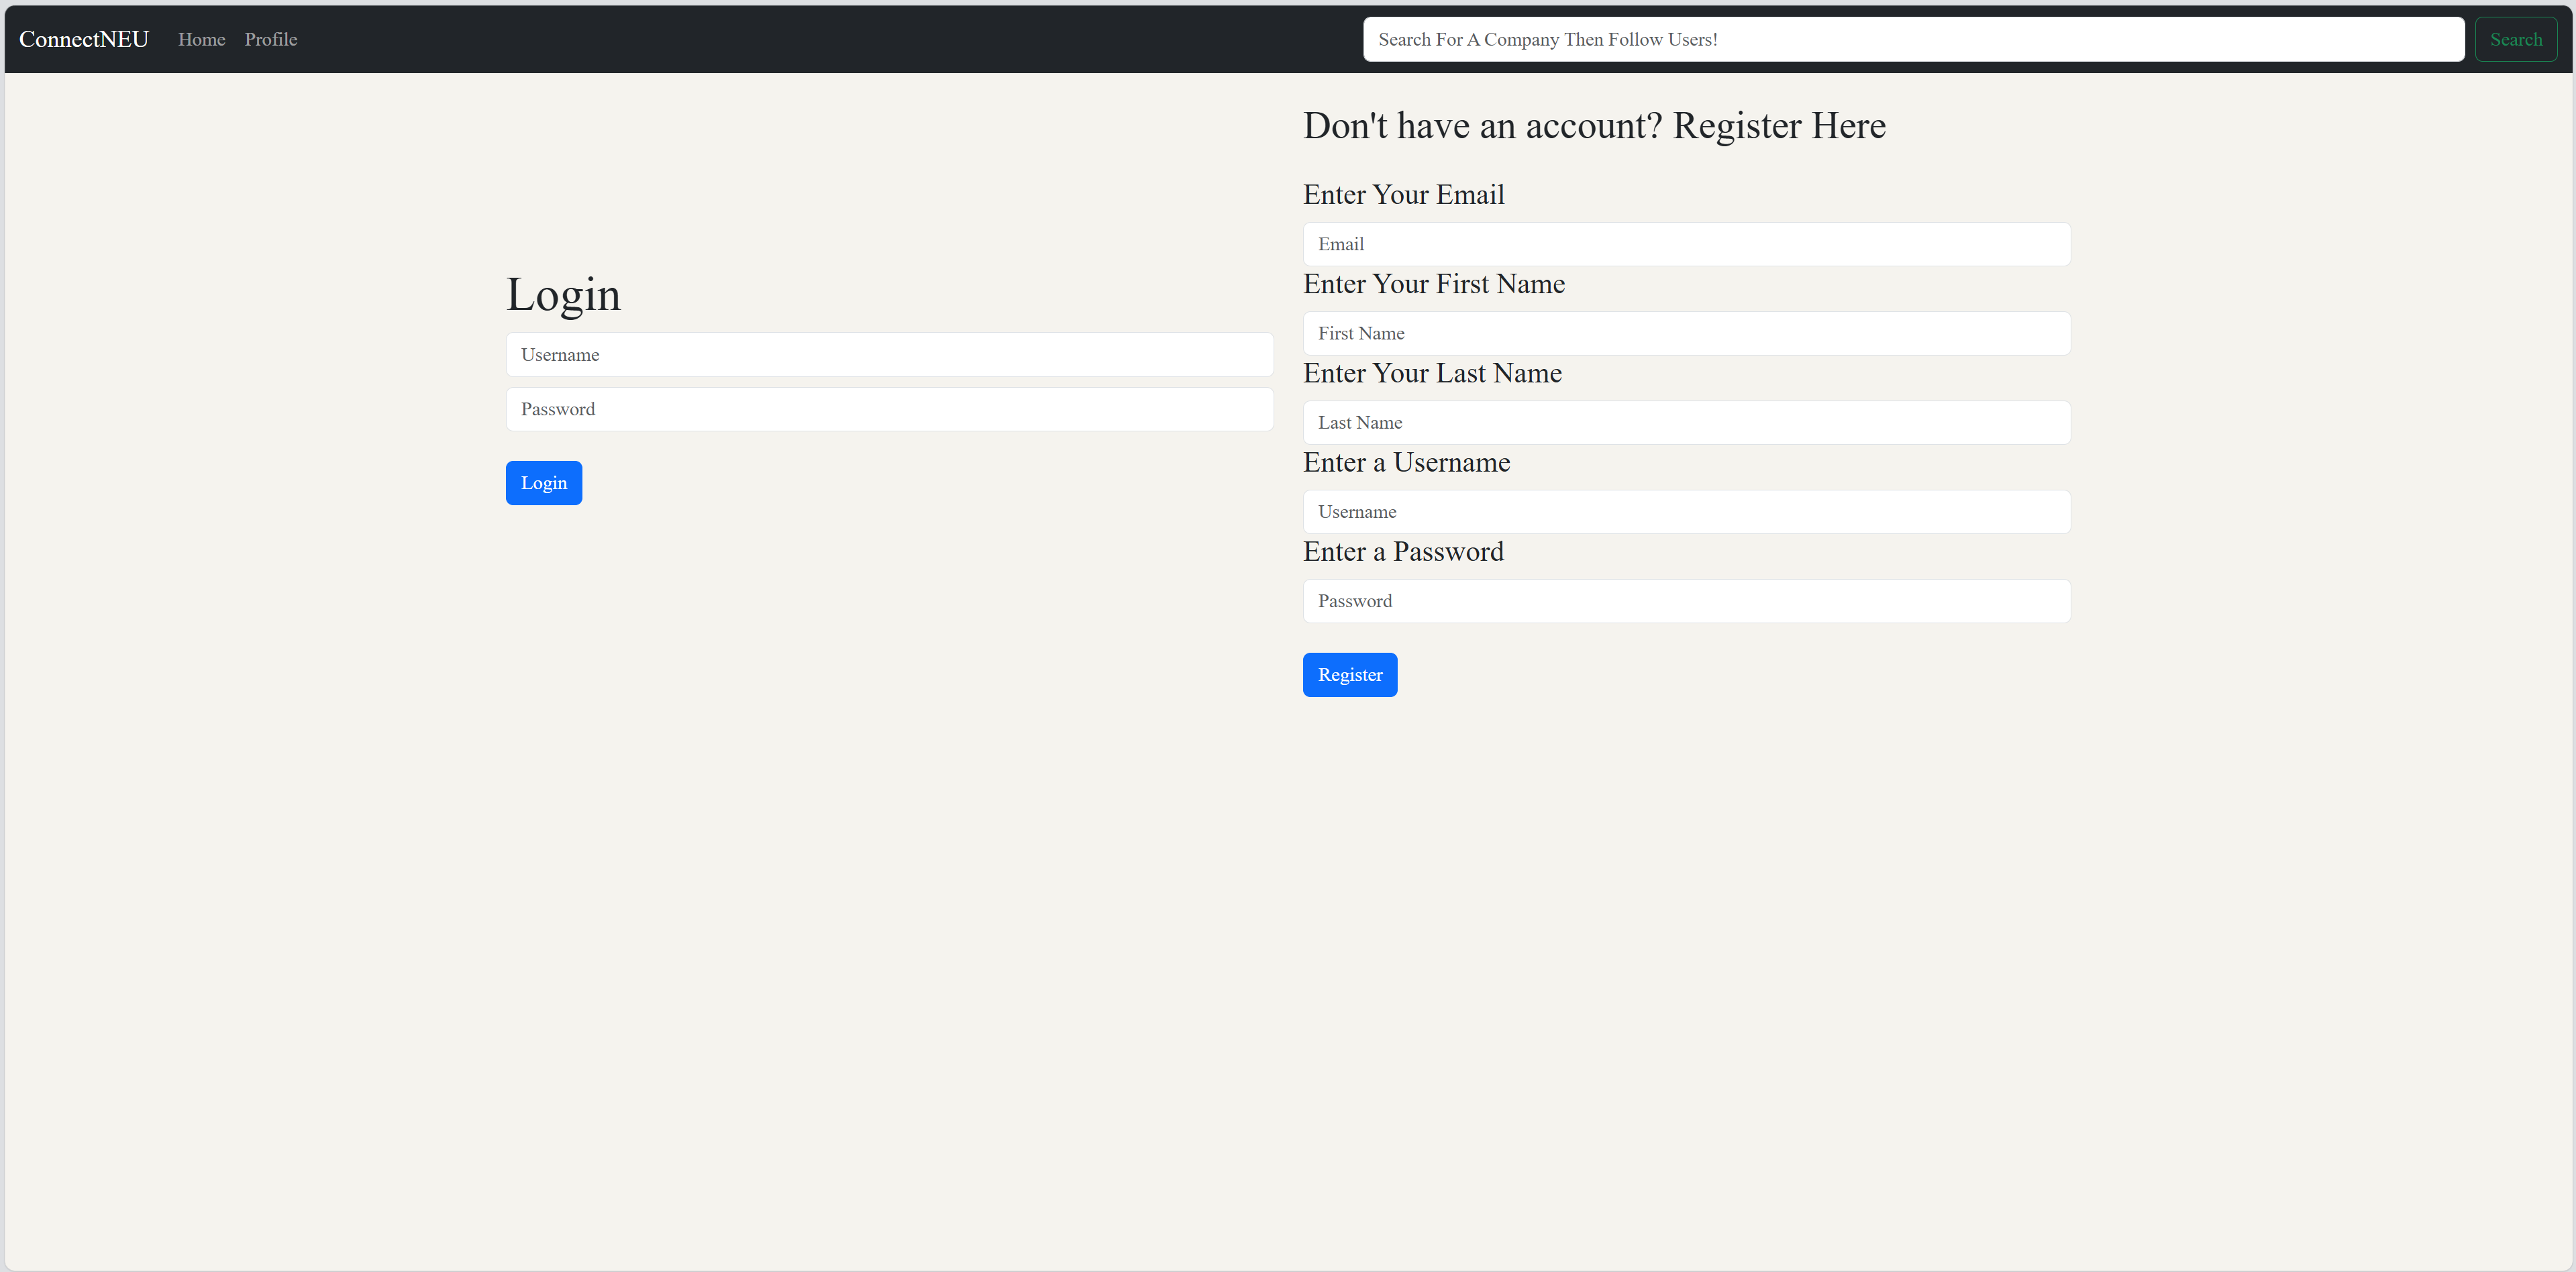 ConnectNEU Home Profile Search For A Company Then Follow Users! Search
Login
Username
Password
Login
Don't have an account? Register Here
Enter Your Email
Email
Enter Your First Name
First Name
Enter Your Last Name
Last Name
Enter a Username
Username
Enter a Password
Password
Register